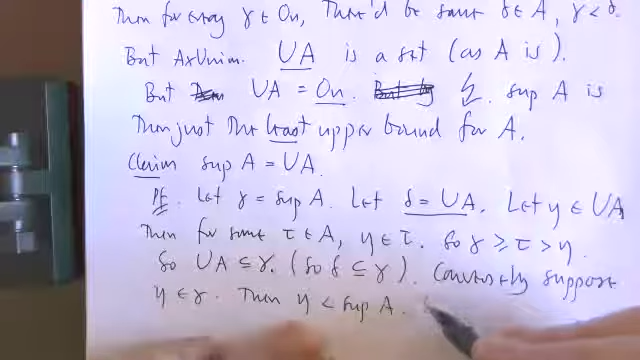 Then for every γ ∈ On, There'd be some δ ∈ A, γ < δ.
But AxUnion. ∪A is a set (as A is).
But ∪A = On. ↯. sup A is
Then just the least upper bound for A.
Claim sup A = ∪A.
Pf. Let γ = sup A. Let δ = ∪A. Let η ∈ ∪A
Then for some τ ∈ A, η ∈ τ. So γ ≥ τ > η.
So ∪A ⊆ γ. (So δ ⊆ γ). Conversely suppose
η ∈ γ. Then η < sup A.